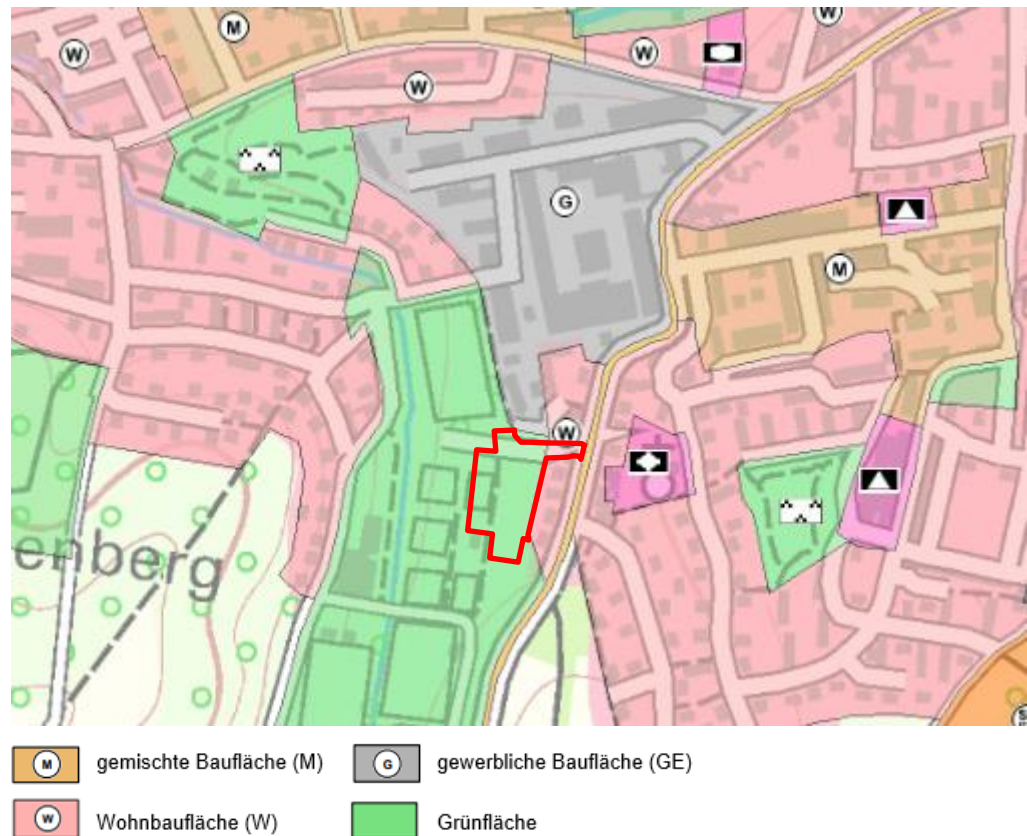 M
W
W
W
W
G
M
W
enberg
M gemischte Baufläche (M)
G gewerbliche Baufläche (GE)
W Wohnbaufläche (W)
Grünfläche